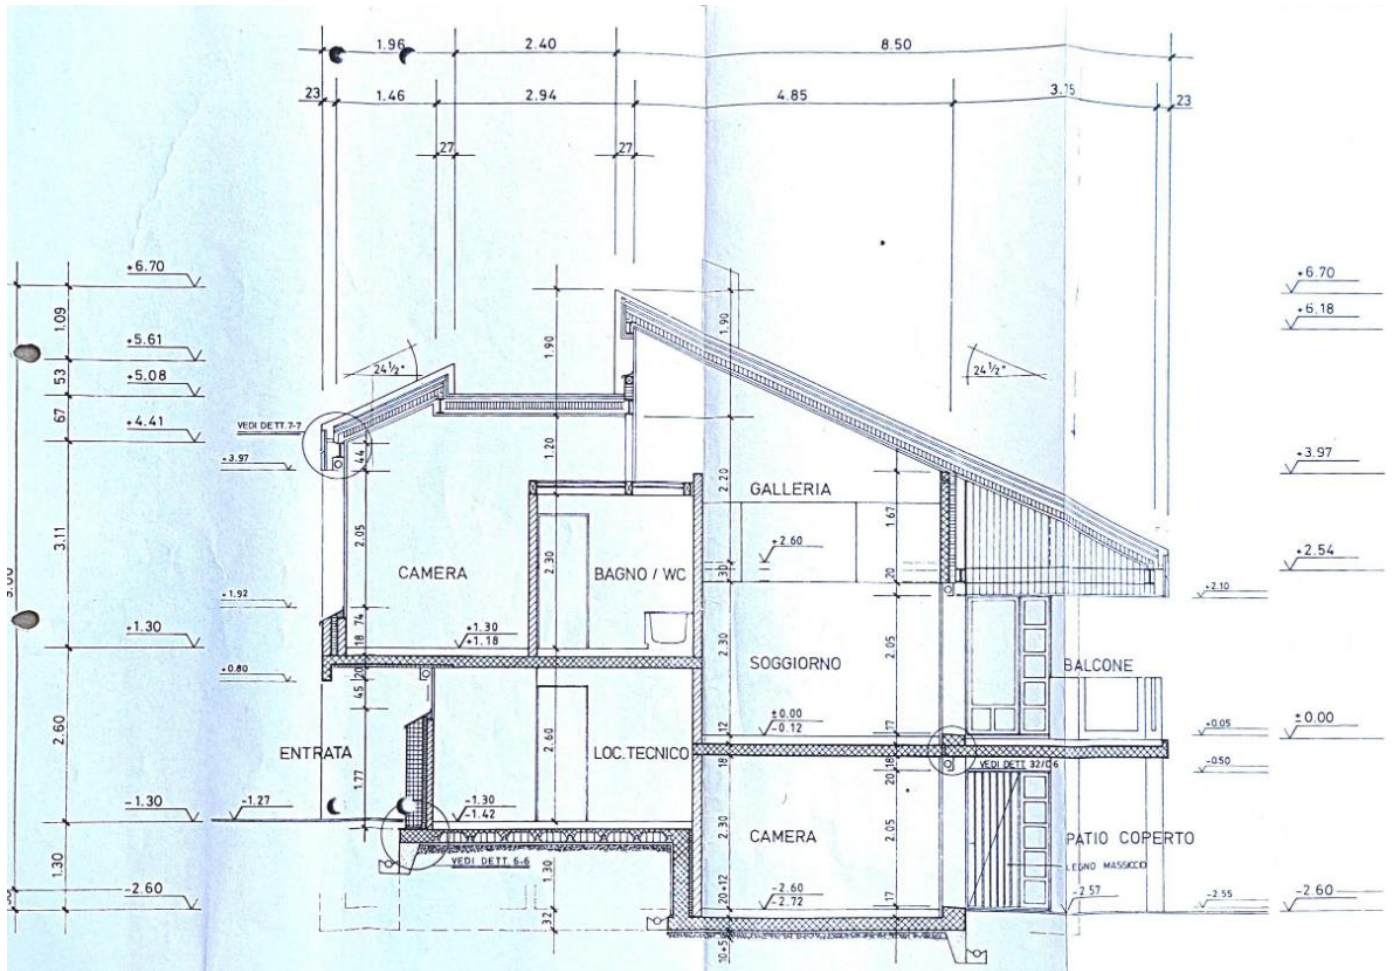 1.96 2.40 8.50
23 1.46 2.94 4.85 3.15 23
27 27
+6.70 +6.70
+6.18
1.09 1.90 1.90
+5.61
24½° 24½°
53 +5.08
67 +4.41
VEDI DETT. 7-7
+3.97 44 1.20 2.20 +3.97
GALLERIA 1.67
3.11 2.05 +2.60 +2.54
CAMERA 2.30 BAGNO / WC 30 20
+1.92 +2.10
74
+1.30 +1.30
+1.18
18 2.30 2.05
+0.80 20 SOGGIORNO BALCONE
45
2.60 ±0.00 +0.05 ±0.00
12 -0.12 17
ENTRATA 2.60 LOC.TECNICO
18 20 18 VEDI DETT. 32/06 -0.50
1.77
-1.30 -1.27 -1.30
-1.42
2.30 CAMERA 2.05 PATIO COPERTO
VEDI DETT. 6-6
1.30 1.30 LEGNO MASSICCIO
-2.60 20+12 -2.60 17 -2.57 -2.55 -2.60
-2.72
32
10+5